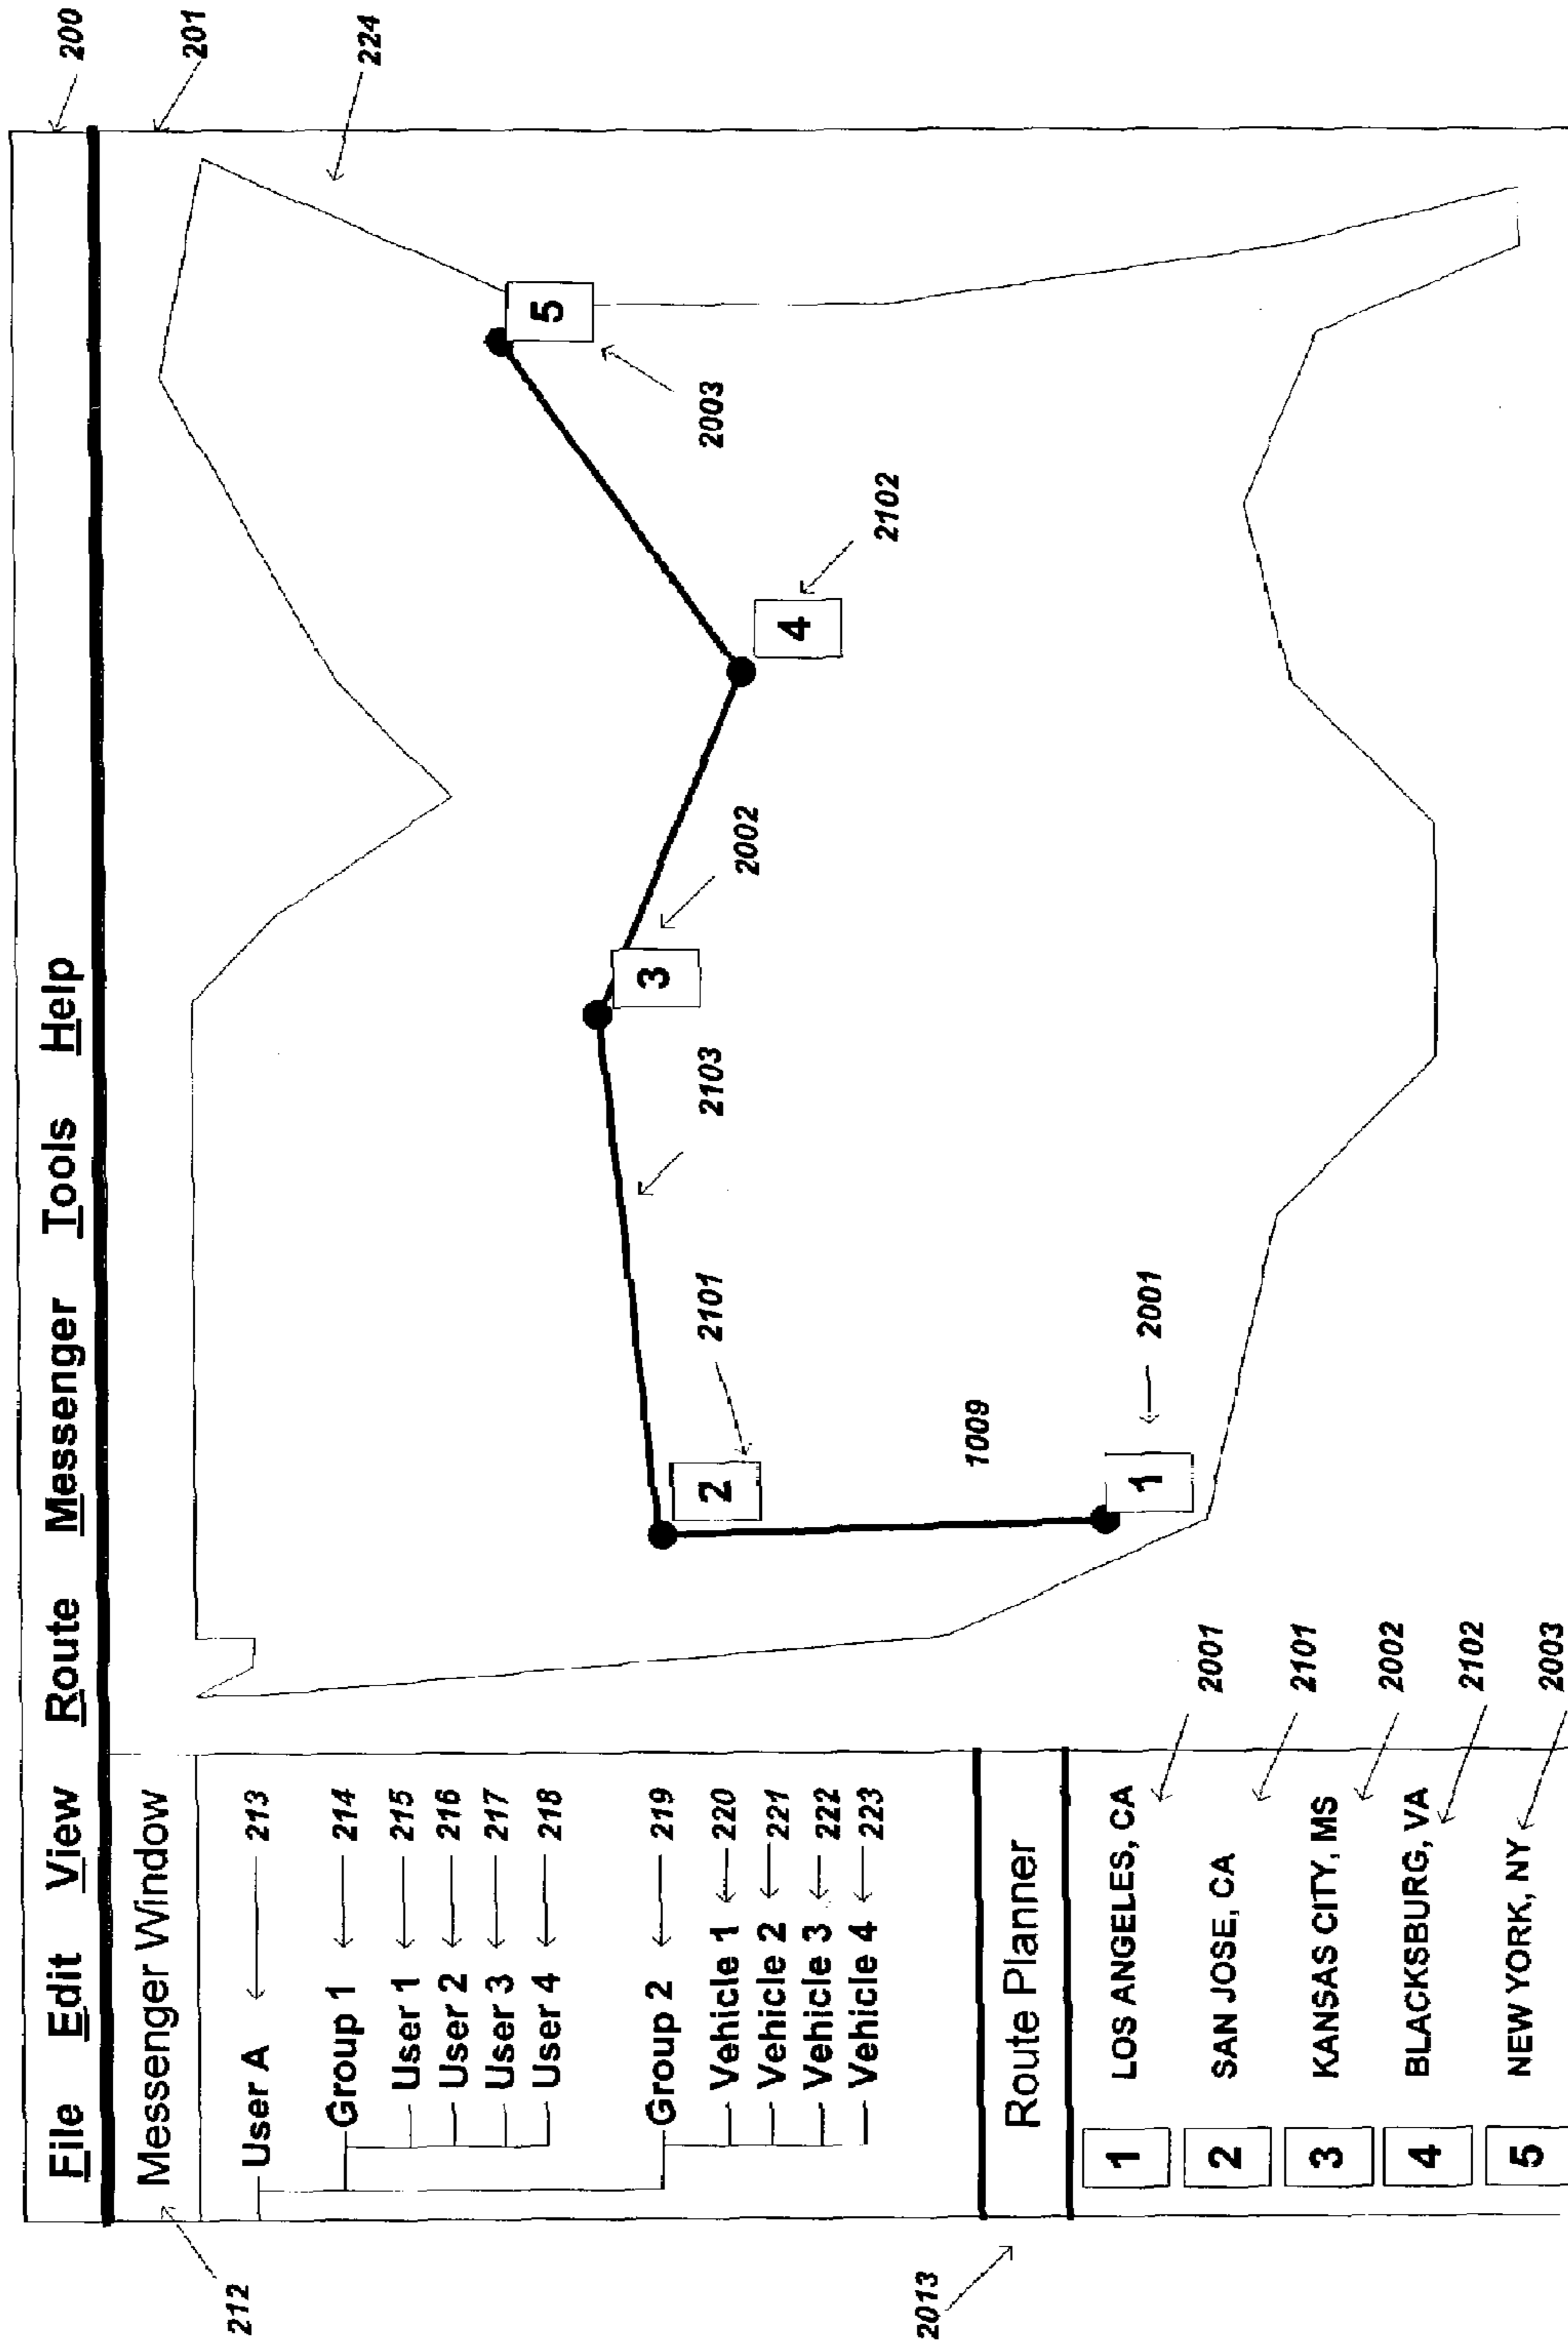 200
File Edit View Route Messenger Tools Help
201
212
Messenger Window
224
User A 213
Group 1 214
User 1 215
User 2 216
User 3 217
User 4 218
Group 2 219
Vehicle 1 220
Vehicle 2 221
Vehicle 3 222
Vehicle 4 223
5
2003
3
2002
2103
2
2101
4
2102
1009
1
2001
2013
Route Planner
1 LOS ANGELES, CA 2001
2 SAN JOSE, CA 2101
3 KANSAS CITY, MS 2002
4 BLACKSBURG, VA 2102
5 NEW YORK, NY 2003